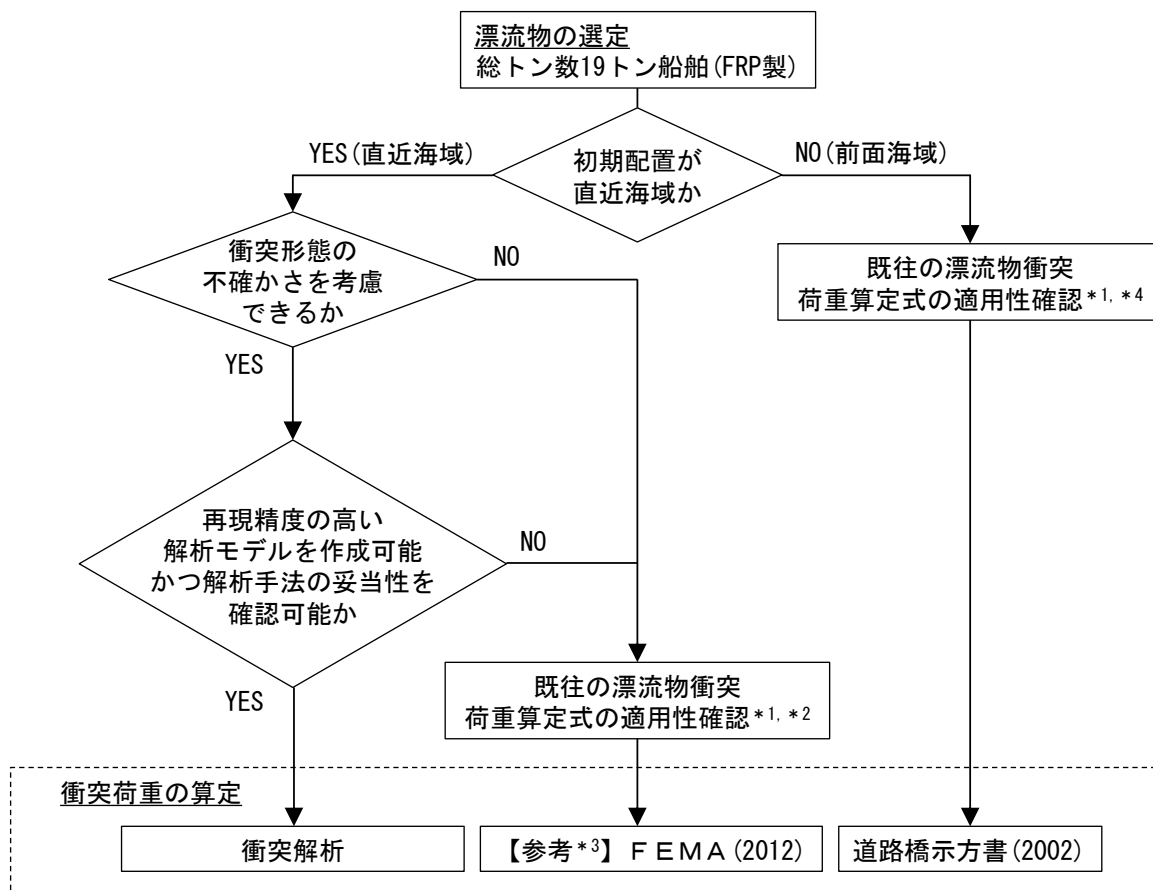 漂流物の選定
総トン数19トン船舶(FRP製)
YES(直近海域)
初期配置が
直近海域か
NO(前面海域)
衝突形態の
不確かさを考慮
できるか
NO
YES
既往の漂流物衝突
荷重算定式の適用性確認*1, *4
再現精度の高い
解析モデルを作成可能
かつ解析手法の妥当性を
確認可能か
NO
YES
既往の漂流物衝突
荷重算定式の適用性確認*1, *2
衝突荷重の算定
衝突解析
【参考*3】FEMA(2012)
道路橋示方書(2002)